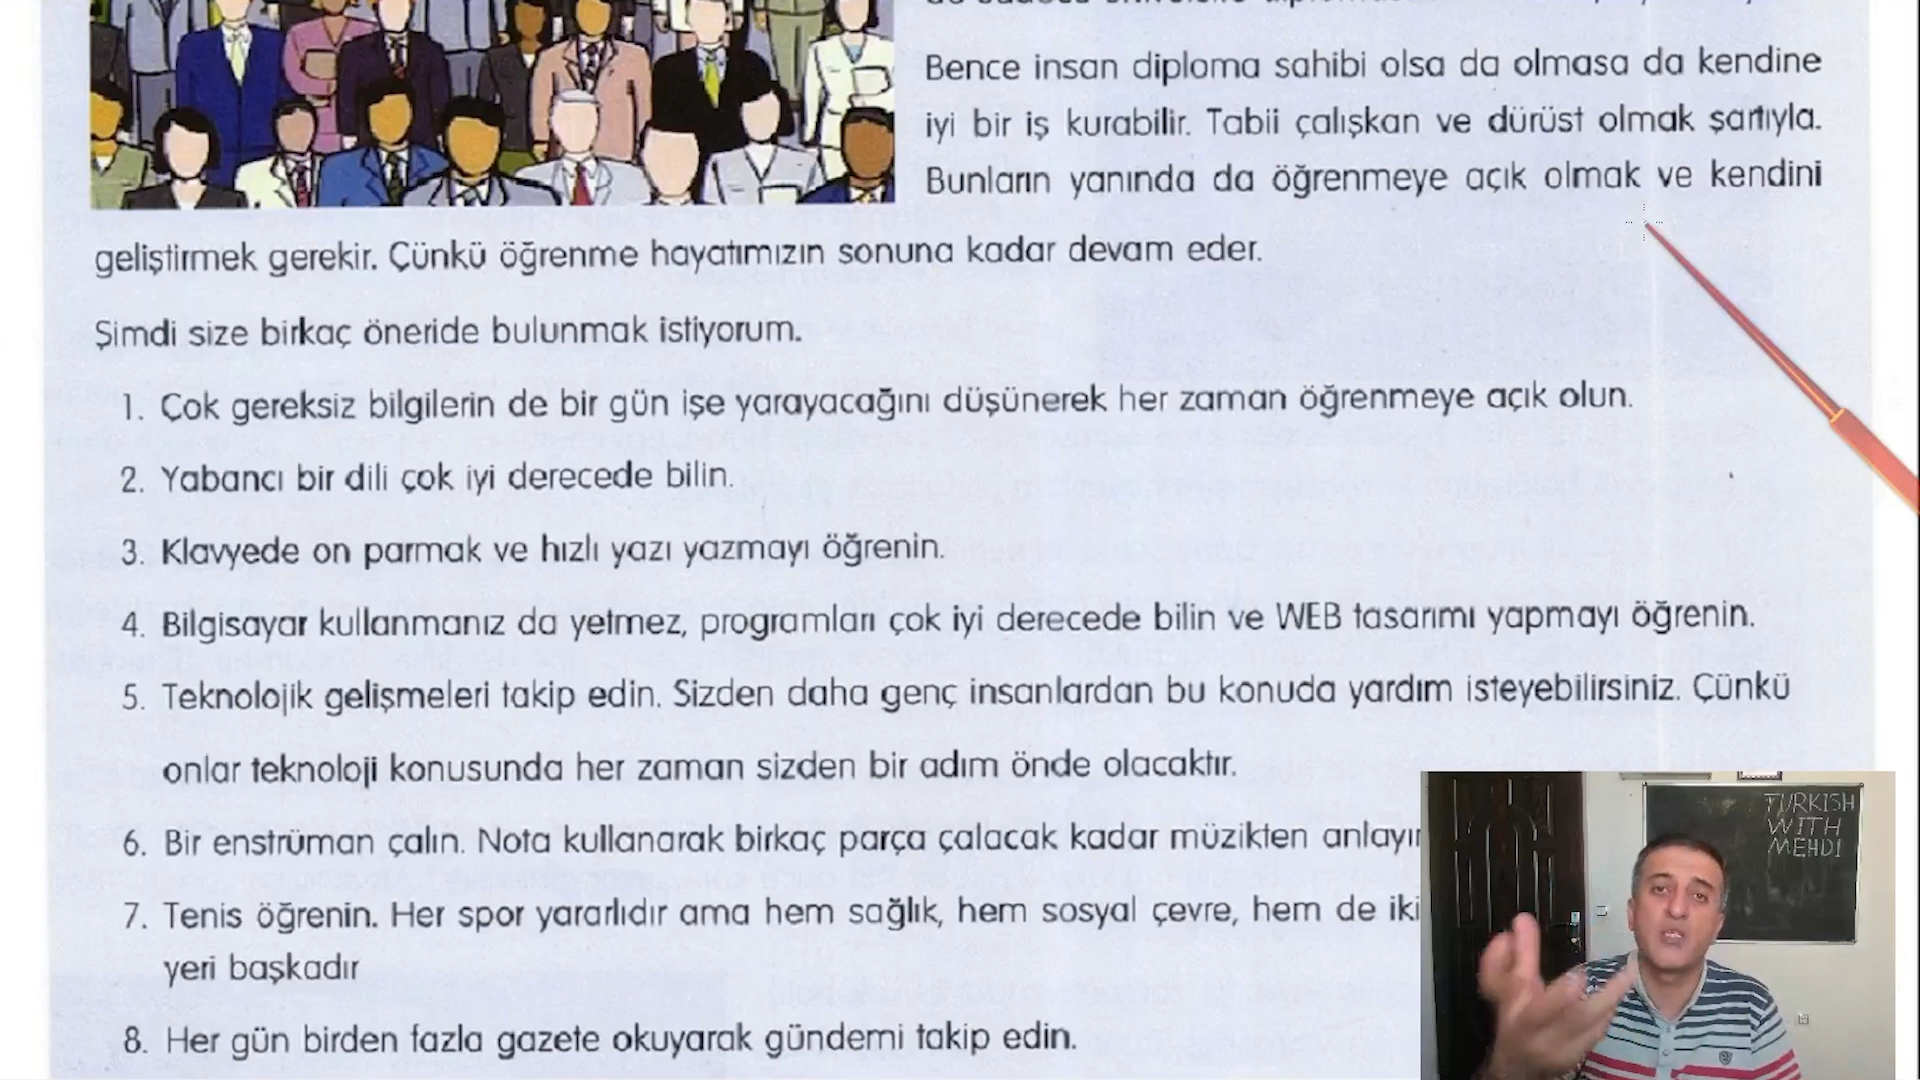 Bence insan diploma sahibi olsa da olmasa da kendine
iyi bir iş kurabilir. Tabii çalışkan ve dürüst olmak şartıyla.
Bunların yanında da öğrenmeye açık olmak ve kendini
geliştirmek gerekir. Çünkü öğrenme hayatımızın sonuna kadar devam eder.
Şimdi size birkaç öneride bulunmak istiyorum.
1. Çok gereksiz bilgilerin de bir gün işe yarayacağını düşünerek her zaman öğrenmeye açık olun.
2. Yabancı bir dili çok iyi derecede bilin.
3. Klavyede on parmak ve hızlı yazı yazmayı öğrenin.
4. Bilgisayar kullanmanız da yetmez, programları çok iyi derecede bilin ve WEB tasarımı yapmayı öğrenin.
5. Teknolojik gelişmeleri takip edin. Sizden daha genç insanlardan bu konuda yardım isteyebilirsiniz. Çünkü
onlar teknoloji konusunda her zaman sizden bir adım önde olacaktır.
6. Bir enstrüman çalın. Nota kullanarak birkaç parça çalacak kadar müzikten
7. Tenis öğrenin. Her spor yararlıdır ama hem sağlık, hem sosyal çevre, hem de iki
yeri başkadır
8. Her gün birden fazla gazete okuyarak gündemi takip edin.
TURKISH
WITH
MEHDI